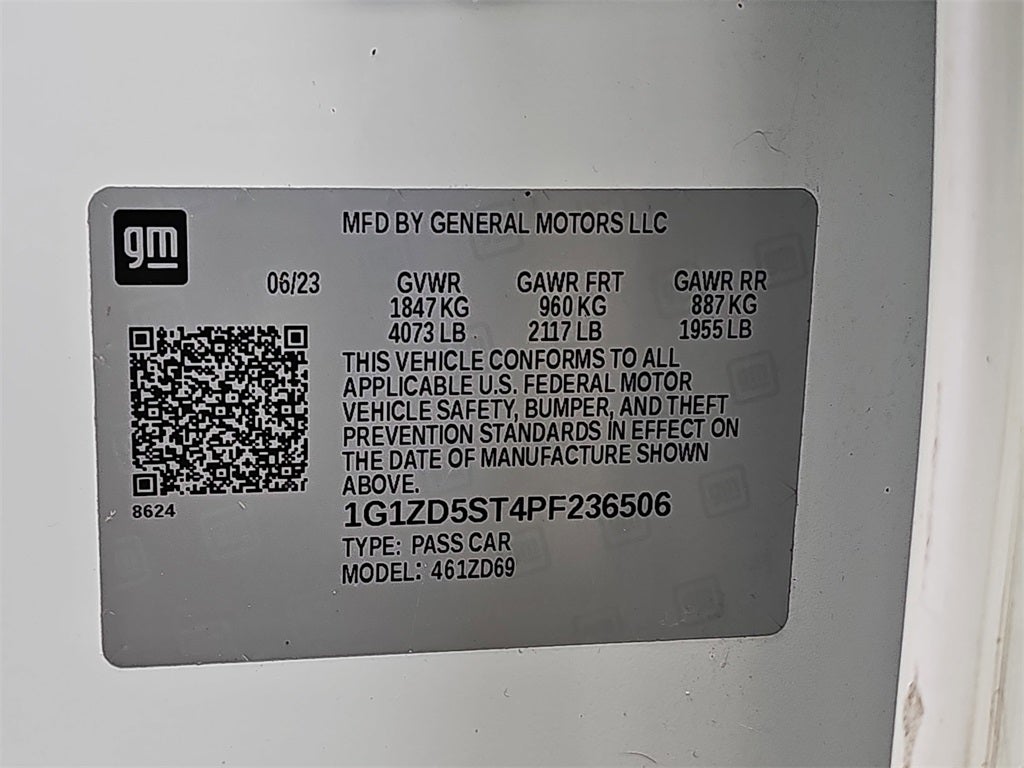 gm
MFD BY GENERAL MOTORS LLC
06/23 GVWR GAWR FRT GAWR RR
1847 KG 960 KG 887 KG
4073 LB 2117 LB 1955 LB
THIS VEHICLE CONFORMS TO ALL
APPLICABLE U.S. FEDERAL MOTOR
VEHICLE SAFETY, BUMPER, AND THEFT
PREVENTION STANDARDS IN EFFECT ON
THE DATE OF MANUFACTURE SHOWN
ABOVE.
8624
1G1ZD5ST4PF236506
TYPE: PASS CAR
MODEL: 461ZD69